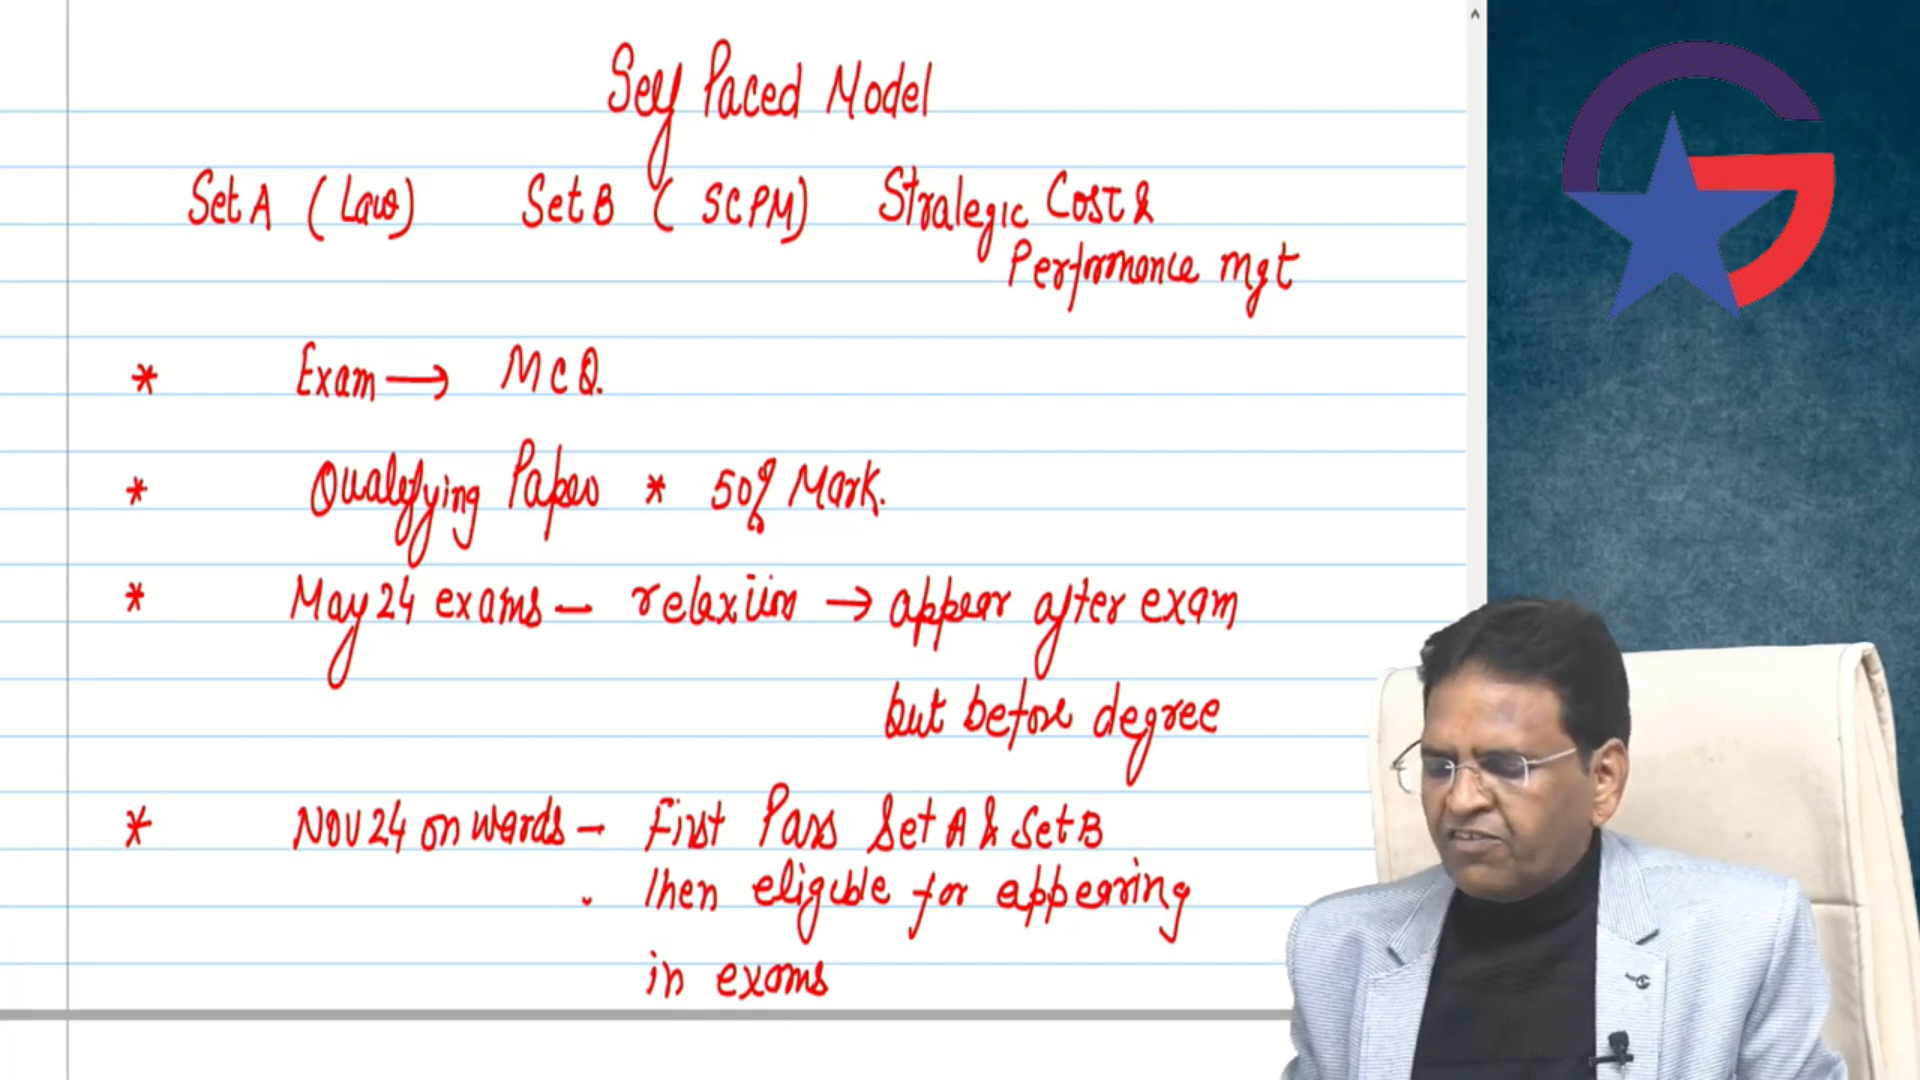 Self Paced Model
Set A (Law) Set B (SCPM) Strategic Cost &
Performance mgt
* Exam → MCQ.
* Qualifying Paper * 50% Mark.
* May 24 exams - relaxtion → appear after exam
but before degree
* Nov 24 onwards - First Pass Set A & Set B
. Then eligible for appearing
in exams